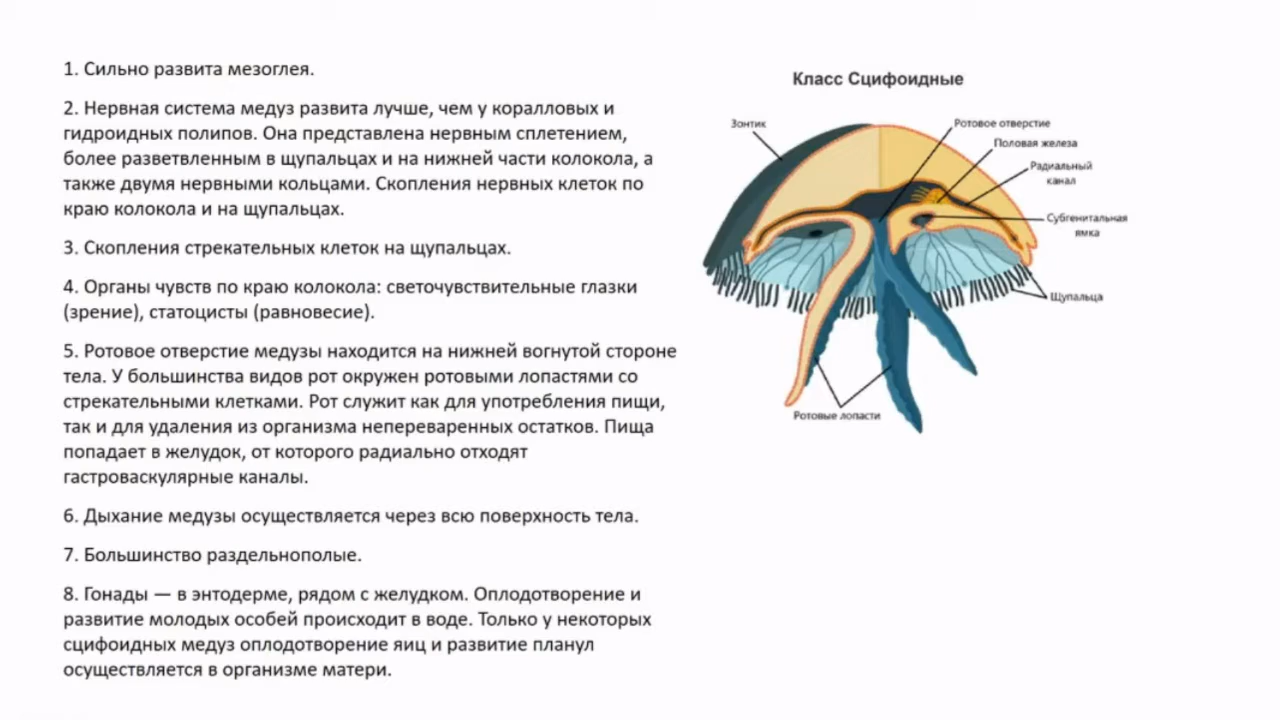 1. Сильно развита мезоглея.
2. Нервная система медуз развита лучше, чем у коралловых и
гидроидных полипов. Она представлена нервным сплетением,
более разветвленным в щупальцах и на нижней части колокола, а
также двумя нервными кольцами. Скопления нервных клеток по
краю колокола и на щупальцах.
3. Скопления стрекательных клеток на щупальцах.
4. Органы чувств по краю колокола: светочувствительные глазки
(зрение), статоцисты (равновесие).
5. Ротовое отверстие медузы находится на нижней вогнутой стороне
тела. У большинства видов рот окружен ротовыми лопастями со
стрекательными клетками. Рот служит как для употребления пищи,
так и для удаления из организма непереваренных остатков. Пища
попадает в желудок, от которого радиально отходят
гастроваскулярные каналы.
6. Дыхание медузы осуществляется через всю поверхность тела.
7. Большинство раздельнополые.
8. Гонады — в энтодерме, рядом с желудком. Оплодотворение и
развитие молодых особей происходит в воде. Только у некоторых
сцифоидных медуз оплодотворение яиц и развитие планул
осуществляется в организме матери.
Класс Сцифоидные
Зонтик
Ротовое отверстие
Половая железа
Радиальный
канал
Субгенитальная
ямка
Щупальца
Ротовые лопасти